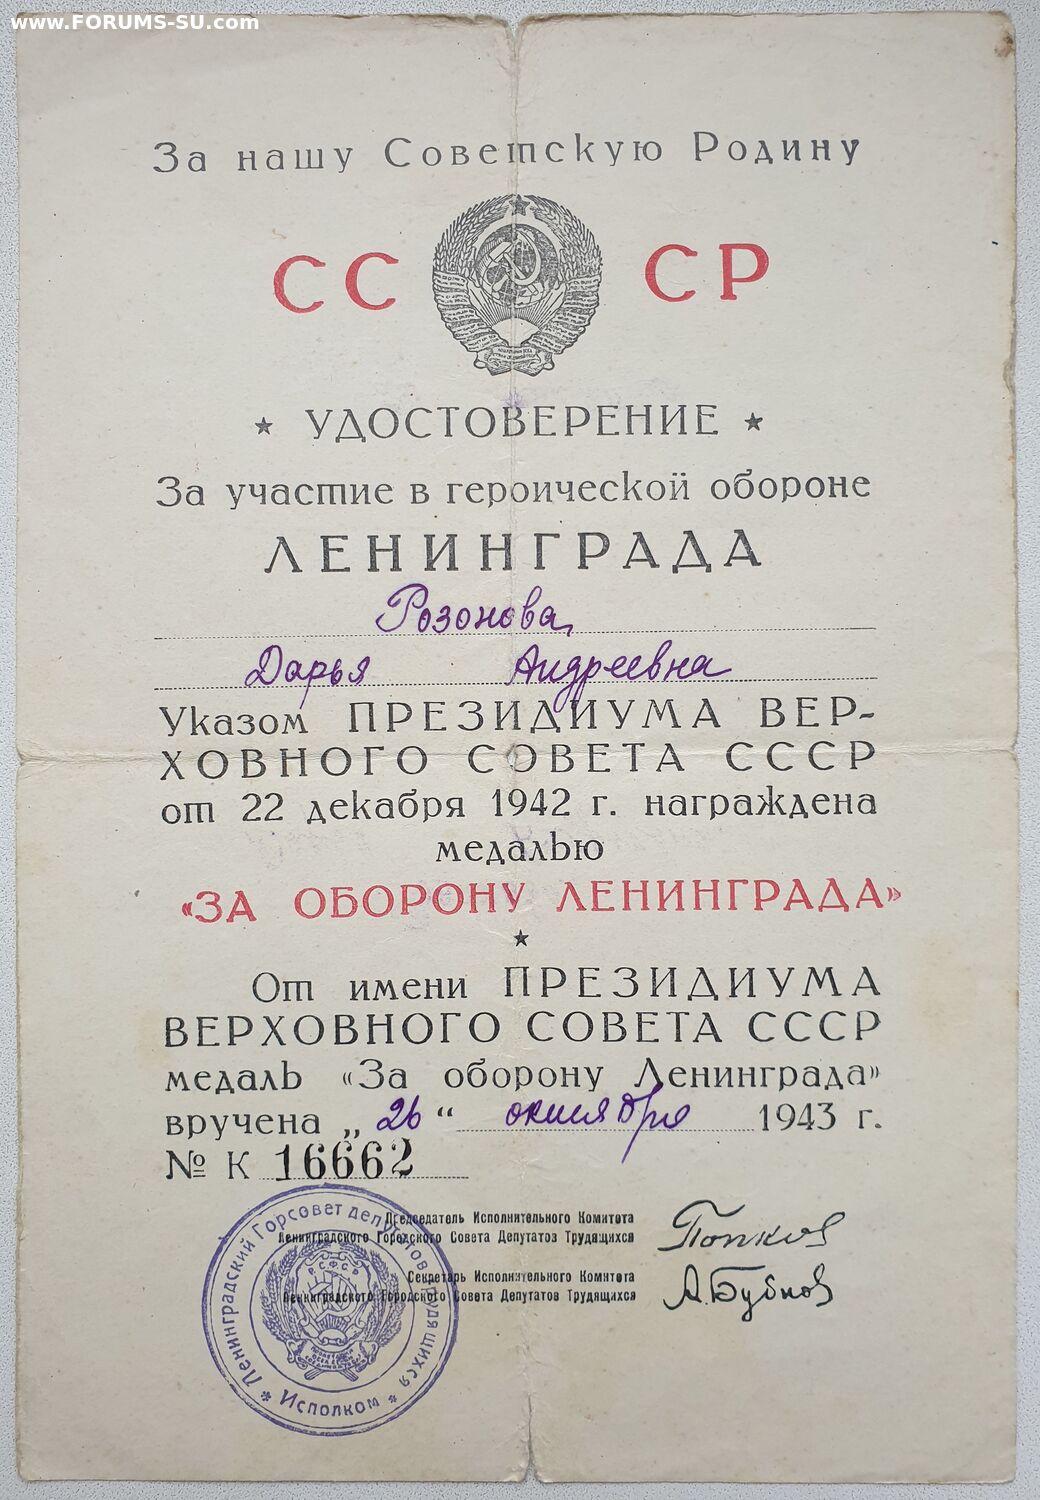 www.FORUMS-SU.com
За нашу Советскую Родину
СССР
★ УДОСТОВЕРЕНИЕ ★
За участие в героической обороне
ЛЕНИНГРАДА
Розонова,
Дарья Андреевна
Указом ПРЕЗИДИУМА ВЕР-
ХОВНОГО СОВЕТА СССР
от 22 декабря 1942 г. награждена
медалью
«ЗА ОБОРОНУ ЛЕНИНГРАДА»
★
От имени ПРЕЗИДИУМА
ВЕРХОВНОГО СОВЕТА СССР
медаль «За оборону Ленинграда»
вручена „26“ октября 1943 г.
№ К 16662
Председатель Исполнительного Комитета
Ленинградского Городского Совета Депутатов Трудящихся
Попков
Секретарь Исполнительного Комитета
Ленинградского Городского Совета Депутатов Трудящихся
А. Бубнов
Ленинградский Горсовет депутатов трудящихся
* Исполком *
Р.С.Ф.С.Р